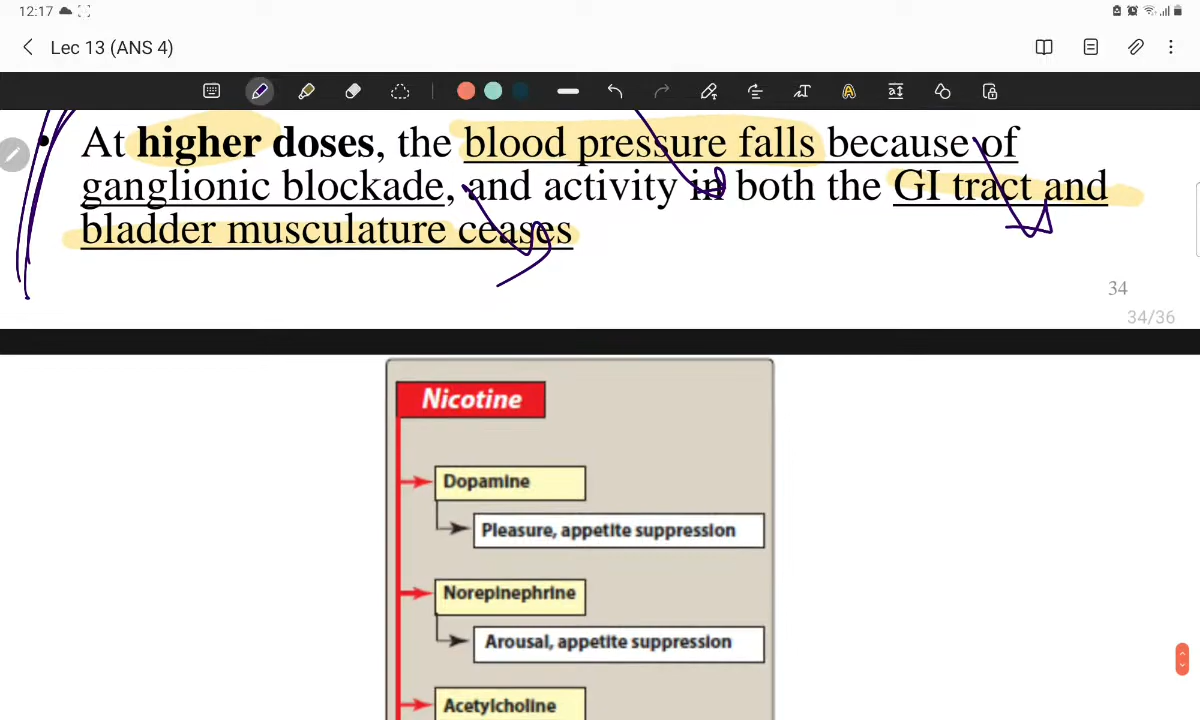 12:17
Lec 13 (ANS 4)
• At higher doses, the blood pressure falls because of
ganglionic blockade, and activity in both the GI tract and
bladder musculature ceases
34
34/36
Nicotine
Dopamine
Pleasure, appetite suppression
Norepinephrine
Arousal, appetite suppression
Acetylcholine